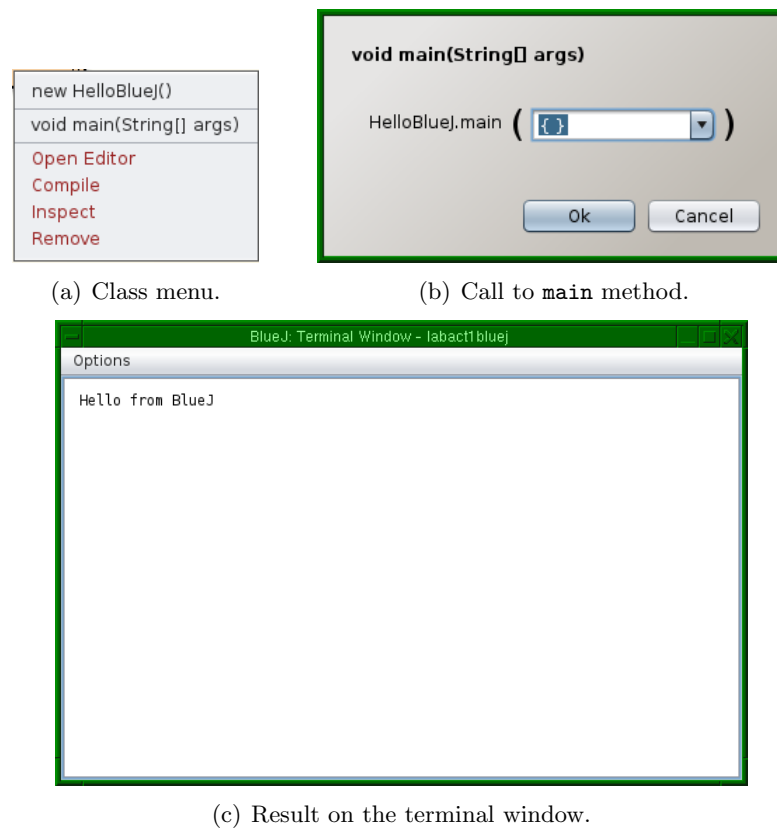 new HelloBlueJ()
void main(String[] args)
Open Editor
Compile
Inspect
Remove
(a) Class menu.
void main(String[] args)
HelloBlueJ.main ( { } )
Ok Cancel
(b) Call to main method.
BlueJ: Terminal Window - labact1bluej
Options
Hello from BlueJ
(c) Result on the terminal window.